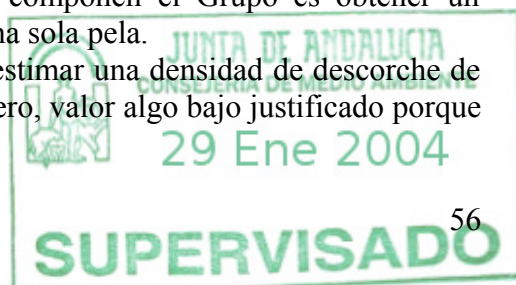 componen el Grupo es obtener un
na sola pela.
JUNTA DE ANDALUCIA
estimar una densidad de descorche de
CONSEJERIA DE MEDIO AMBIENTE
ero, valor algo bajo justificado porque
29 Ene 2004
56
SUPERVISADO